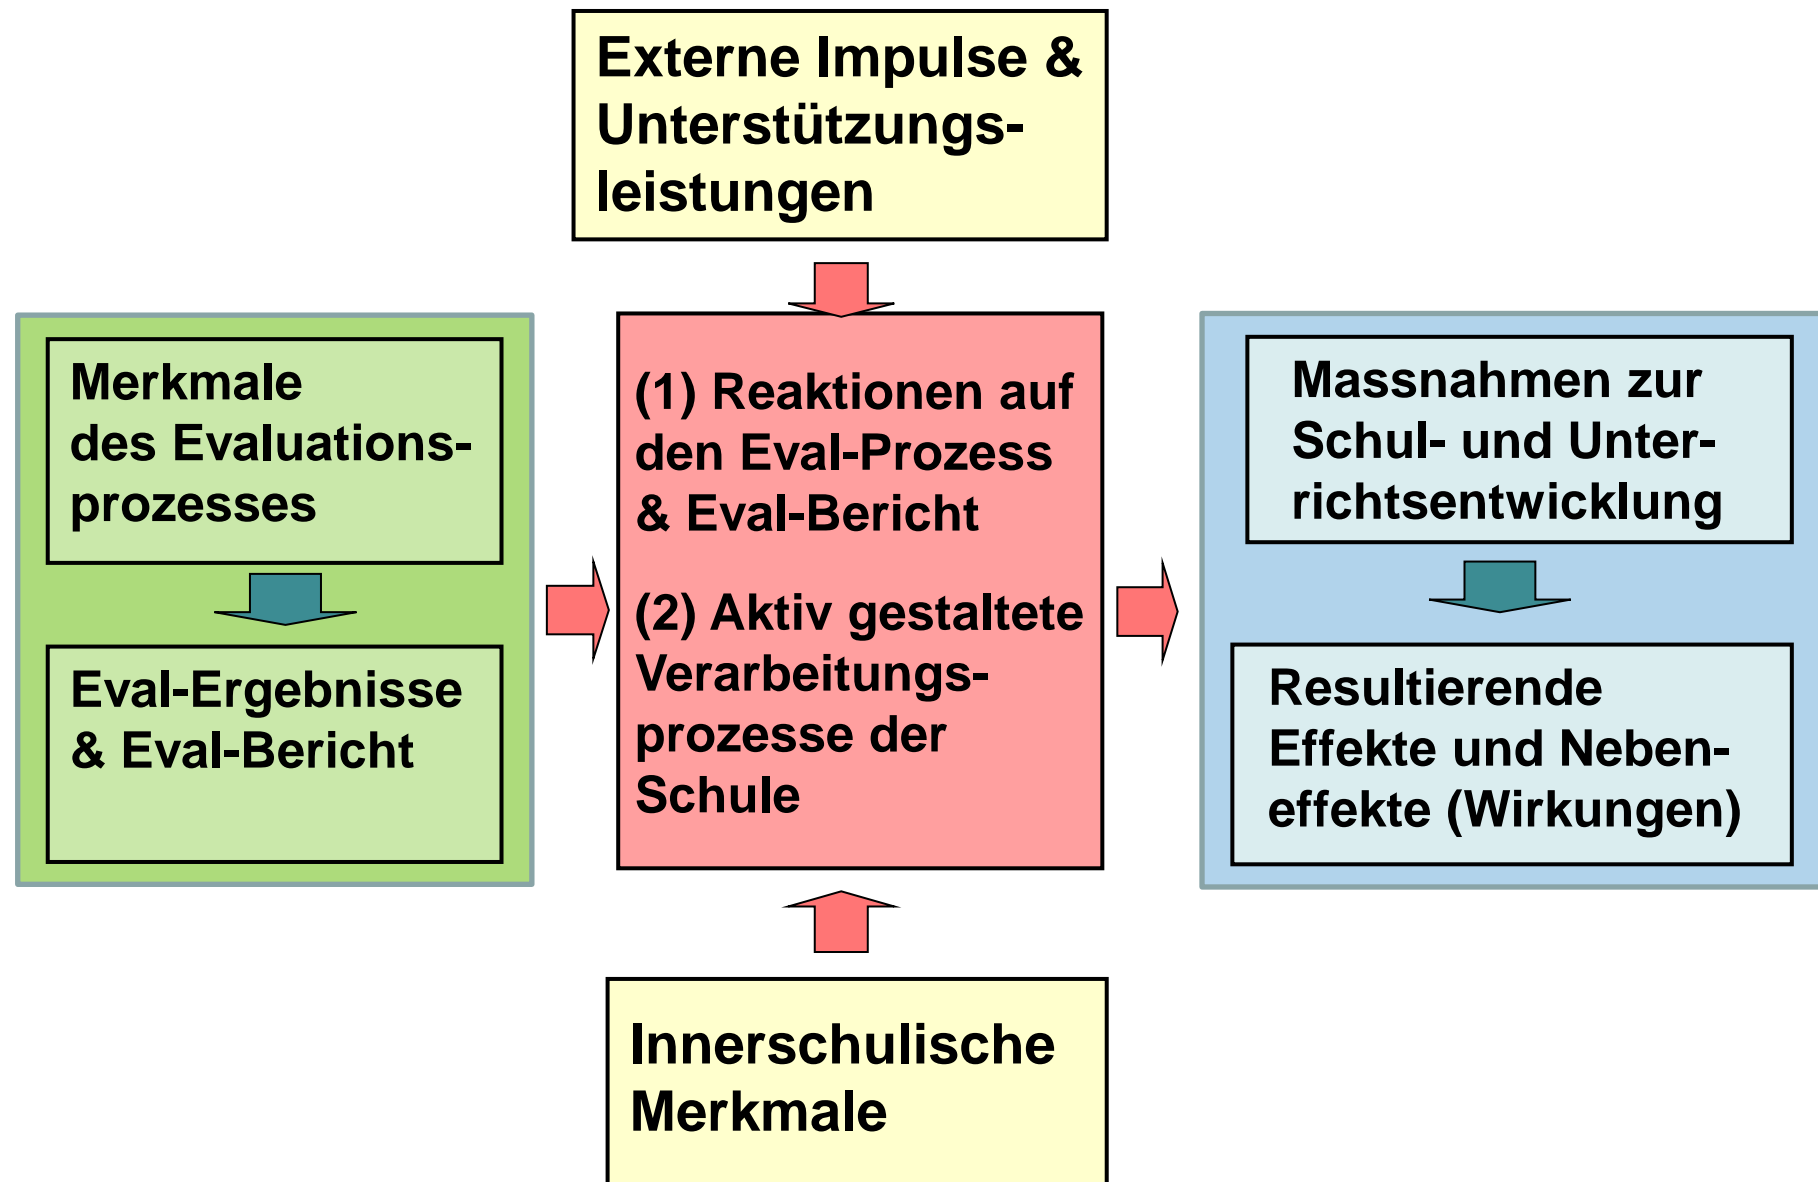 Externe Impulse &
Unterstützungs-
leistungen
Merkmale
des Evaluations-
prozesses
Eval-Ergebnisse
& Eval-Bericht
(1) Reaktionen auf
den Eval-Prozess
& Eval-Bericht
(2) Aktiv gestaltete
Verarbeitungs-
prozesse der
Schule
Massnahmen zur
Schul- und Unter-
richtsentwicklung
Resultierende
Effekte und Neben-
effekte (Wirkungen)
Innerschulische
Merkmale